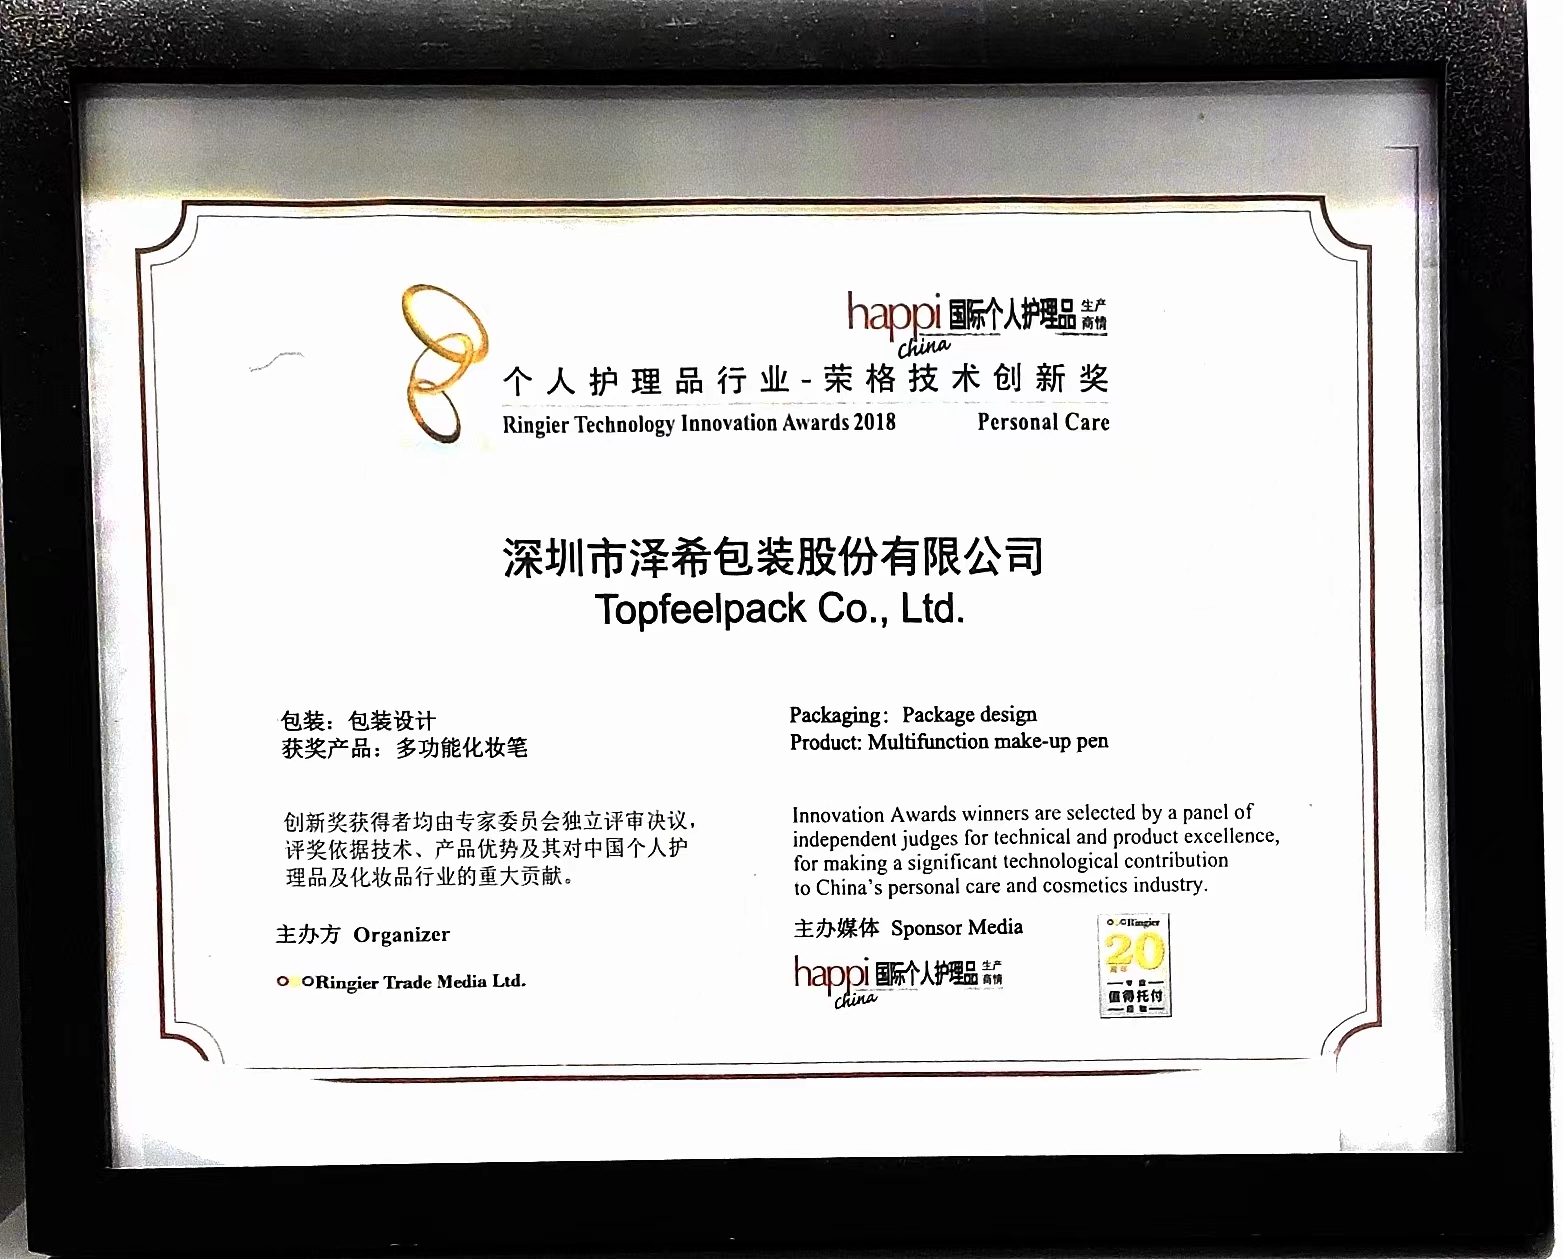 happi 国际个人护理品 生产商情
china
个人护理品行业-荣格技术创新奖
Ringier Technology Innovation Awards 2018 Personal Care
深圳市泽希包装股份有限公司
Topfeelpack Co., Ltd.
包装：包装设计
获奖产品：多功能化妆笔
Packaging: Package design
Product: Multifunction make-up pen
创新奖获得者均由专家委员会独立评审决议，
评奖依据技术、产品优势及其对中国个人护
理品及化妆品行业的重大贡献。
Innovation Awards winners are selected by a panel of
independent judges for technical and product excellence,
for making a significant technological contribution
to China's personal care and cosmetics industry.
主办方 Organizer
Ringier Trade Media Ltd.
主办媒体 Sponsor Media
happi 国际个人护理品 生产商情
china
Ringier
20
周年
值得托付